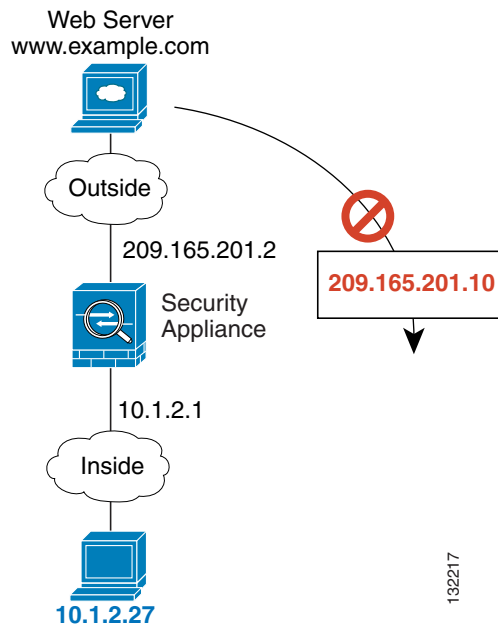 Web Server
www.example.com
Outside
209.165.201.2
209.165.201.10
Security
Appliance
10.1.2.1
Inside
10.1.2.27
132217